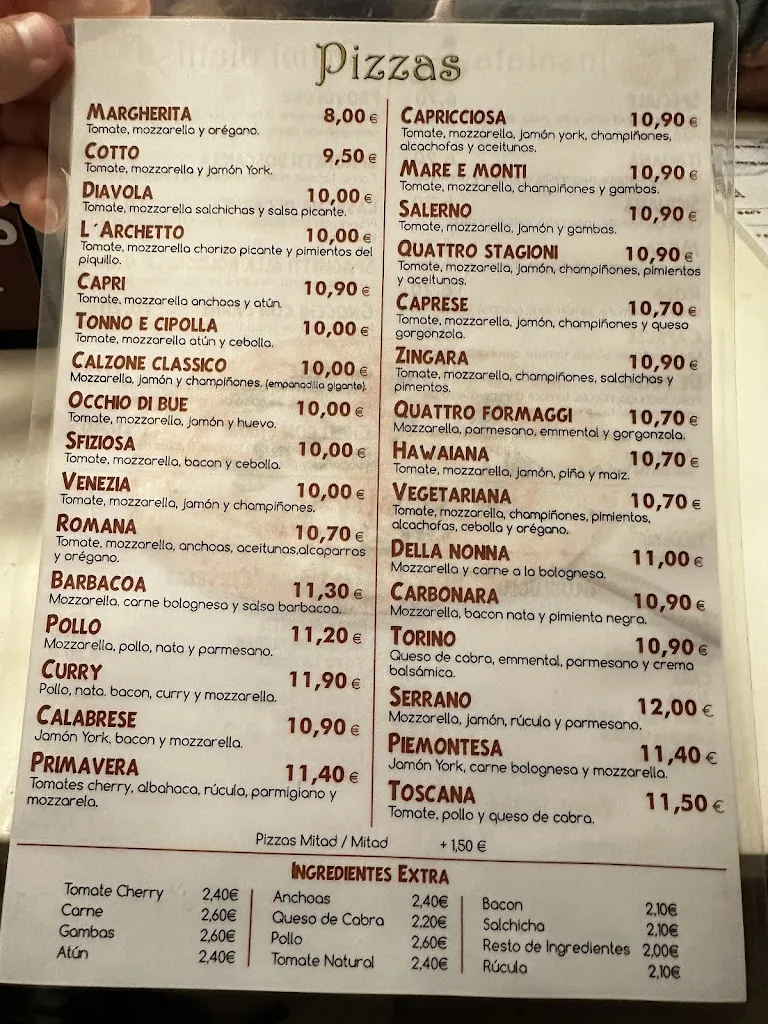 Pizzas
MARGHERITA 8,00 €
Tomate, mozzarella y orégano.
COTTO 9,50 €
Tomate, mozzarella y jamón York.
DIAVOLA 10,00 €
Tomate, mozzarella salchichas y salsa picante.
L´ARCHETTO 10,00 €
Tomate, mozzarella chorizo picante y pimientos del
piquillo.
CAPRI 10,90 €
Tomate, mozzarella anchoas y atún.
TONNO E CIPOLLA 10,00 €
Tomate, mozzarella atún y cebolla.
CALZONE CLASSICO 10,00 €
Mozzarella, jamón y champiñones, (empanadilla gigante).
OCCHIO DI BUE 10,00 €
Tomate, mozzarella, jamón y huevo.
SFIZIOSA 10,00 €
Tomate, mozzarella, bacon y cebolla.
VENEZIA 10,00 €
Tomate, mozzarella, jamón y champiñones.
ROMANA 10,70 €
Tomate, mozzarella, anchoas, aceitunas,alcaparras
y orégano.
BARBACOA 11,30 €
Mozzarella, carne bolognesa y salsa barbacoa.
POLLO 11,20 €
Mozzarella, pollo, nata y parmesano.
CURRY 11,90 €
Pollo, nata. bacon, curry y mozzarella.
CALABRESE 10,90 €
Jamón York, bacon y mozzarella.
PRIMAVERA 11,40 €
Tomates cherry, albahaca, rúcula, parmigiano y
mozzarela.
CAPRICCIOSA 10,90 €
Tomate, mozzarella, jamón york, champiñones,
alcachofas y aceitunas.
MARE E MONTI 10,90 €
Tomate, mozzarella, champiñones y gambas.
SALERNO 10,90 €
Tomate, mozzarella, jamón y gambas.
QUATTRO STAGIONI 10,90 €
Tomate, mozzarella, jamón, champiñones, pimientos
y aceitunas.
CAPRESE 10,70 €
Tomate, mozzarella, jamón, champiñones y queso
gorgonzola.
ZINGARA 10,90 €
Tomate, mozzarella, champiñones, salchichas y
pimentos.
QUATTRO FORMAGGI 10,70 €
Mozzarella, parmesano, emmental y gorgonzola.
HAWAIANA 10,70 €
Tomate, mozzarella, jamón, piña y maiz.
VEGETARIANA 10,70 €
Tomate, mozzarella, champiñones, pimientos,
alcachofas, cebolla y orégano.
DELLA NONNA 11,00 €
Mozzarella y carne a la bolognesa.
CARBONARA 10,90 €
Mozzarella, bacon nata y pimienta negra.
TORINO 10,90 €
Queso de cabra, emmental, parmesano y crema
balsámica.
SERRANO 12,00 €
Mozzarella, jamón, rúcula y parmesano.
PIEMONTESA 11,40 €
Jamón York, carne bolognesa y mozzarella.
TOSCANA 11,50 €
Tomate, pollo y queso de cabra.
Pizzas Mitad / Mitad + 1,50 €
INGREDIENTES EXTRA
Tomate Cherry 2,40€
Carne 2,60€
Gambas 2,60€
Atún 2,40€
Anchoas 2,40€
Queso de Cabra 2,20€
Pollo 2,60€
Tomate Natural 2,40€
Bacon 2,10€
Salchicha 2,10€
Resto de Ingredientes 2,00€
Rúcula 2,10€